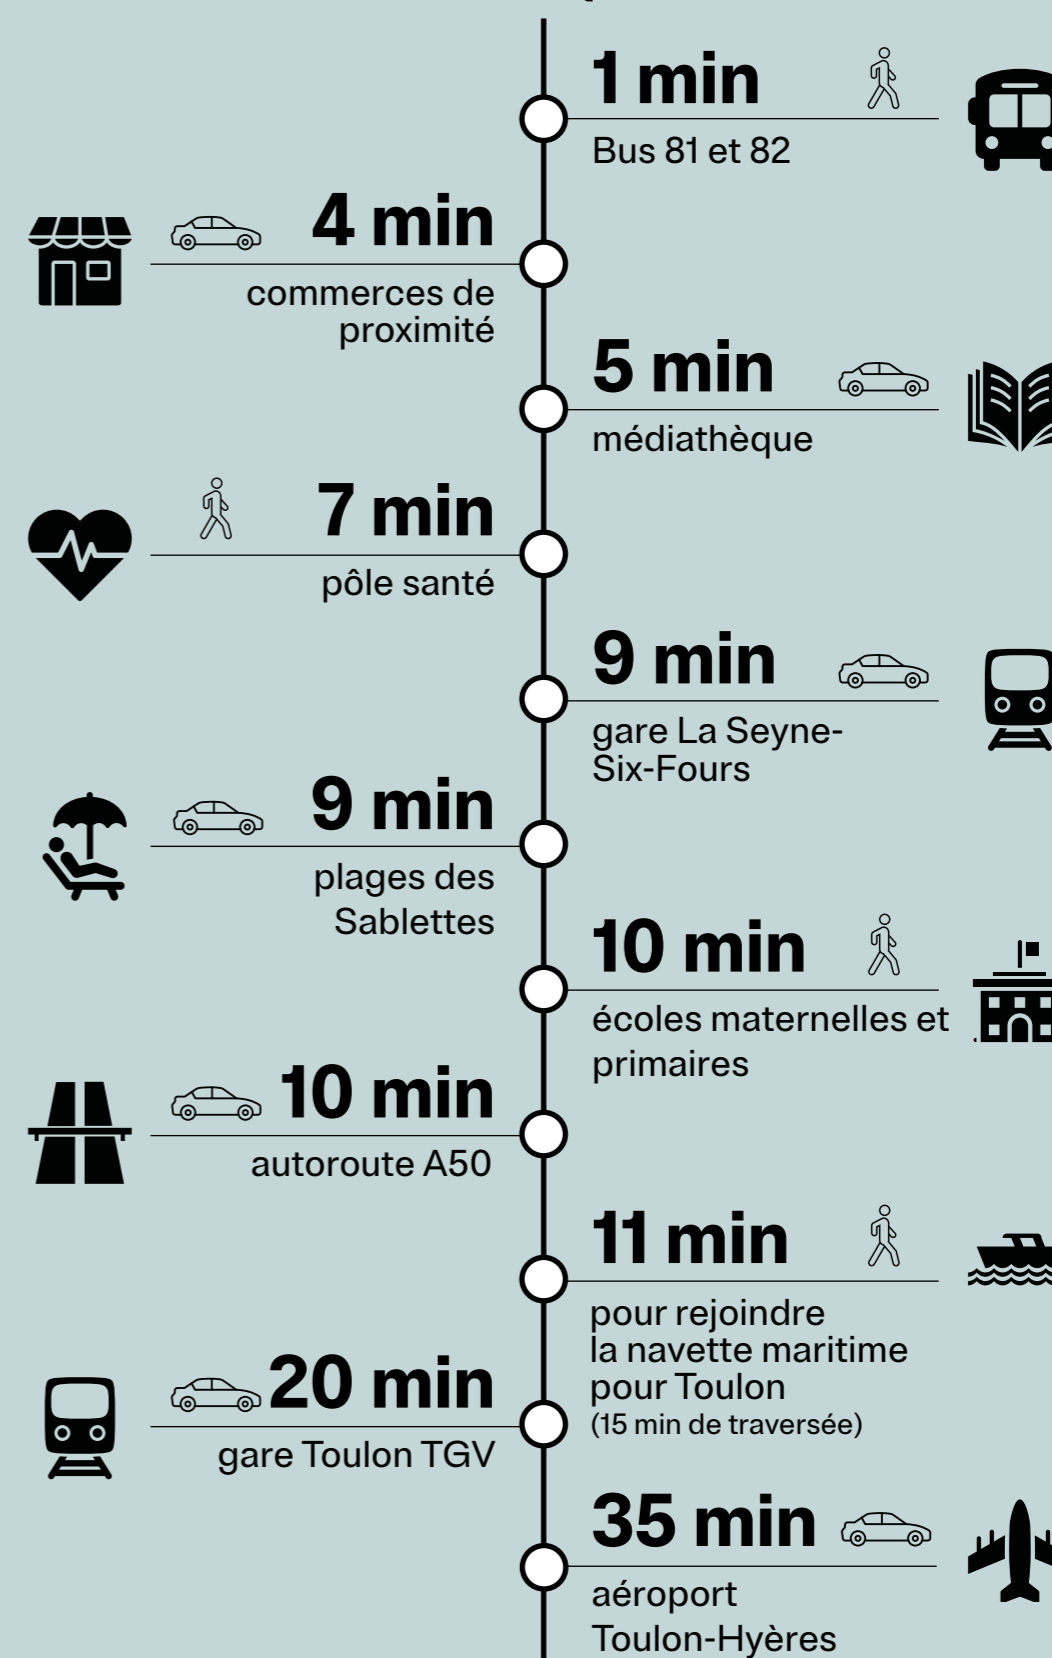 1 min
Bus 81 et 82
4 min
commerces de
proximité
5 min
médiathèque
7 min
pôle santé
9 min
gare La Seyne-
Six-Fours
9 min
plages des
Sablettes
10 min
écoles maternelles et
primaires
10 min
autoroute A50
11 min
pour rejoindre
la navette maritime
pour Toulon
(15 min de traversée)
20 min
gare Toulon TGV
35 min
aéroport
Toulon-Hyères